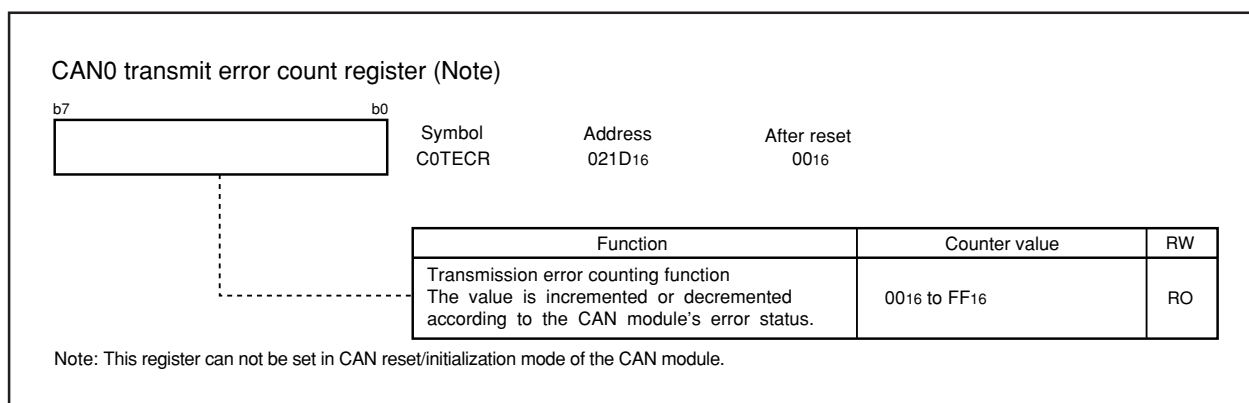 CAN0 transmit error count register (Note)
b7 b0
Symbol Address After reset
C0TECR 021D16 0016
Function Counter value RW
Transmission error counting function
The value is incremented or decremented
according to the CAN module's error status.
0016 to FF16 RO
Note: This register can not be set in CAN reset/initialization mode of the CAN module.